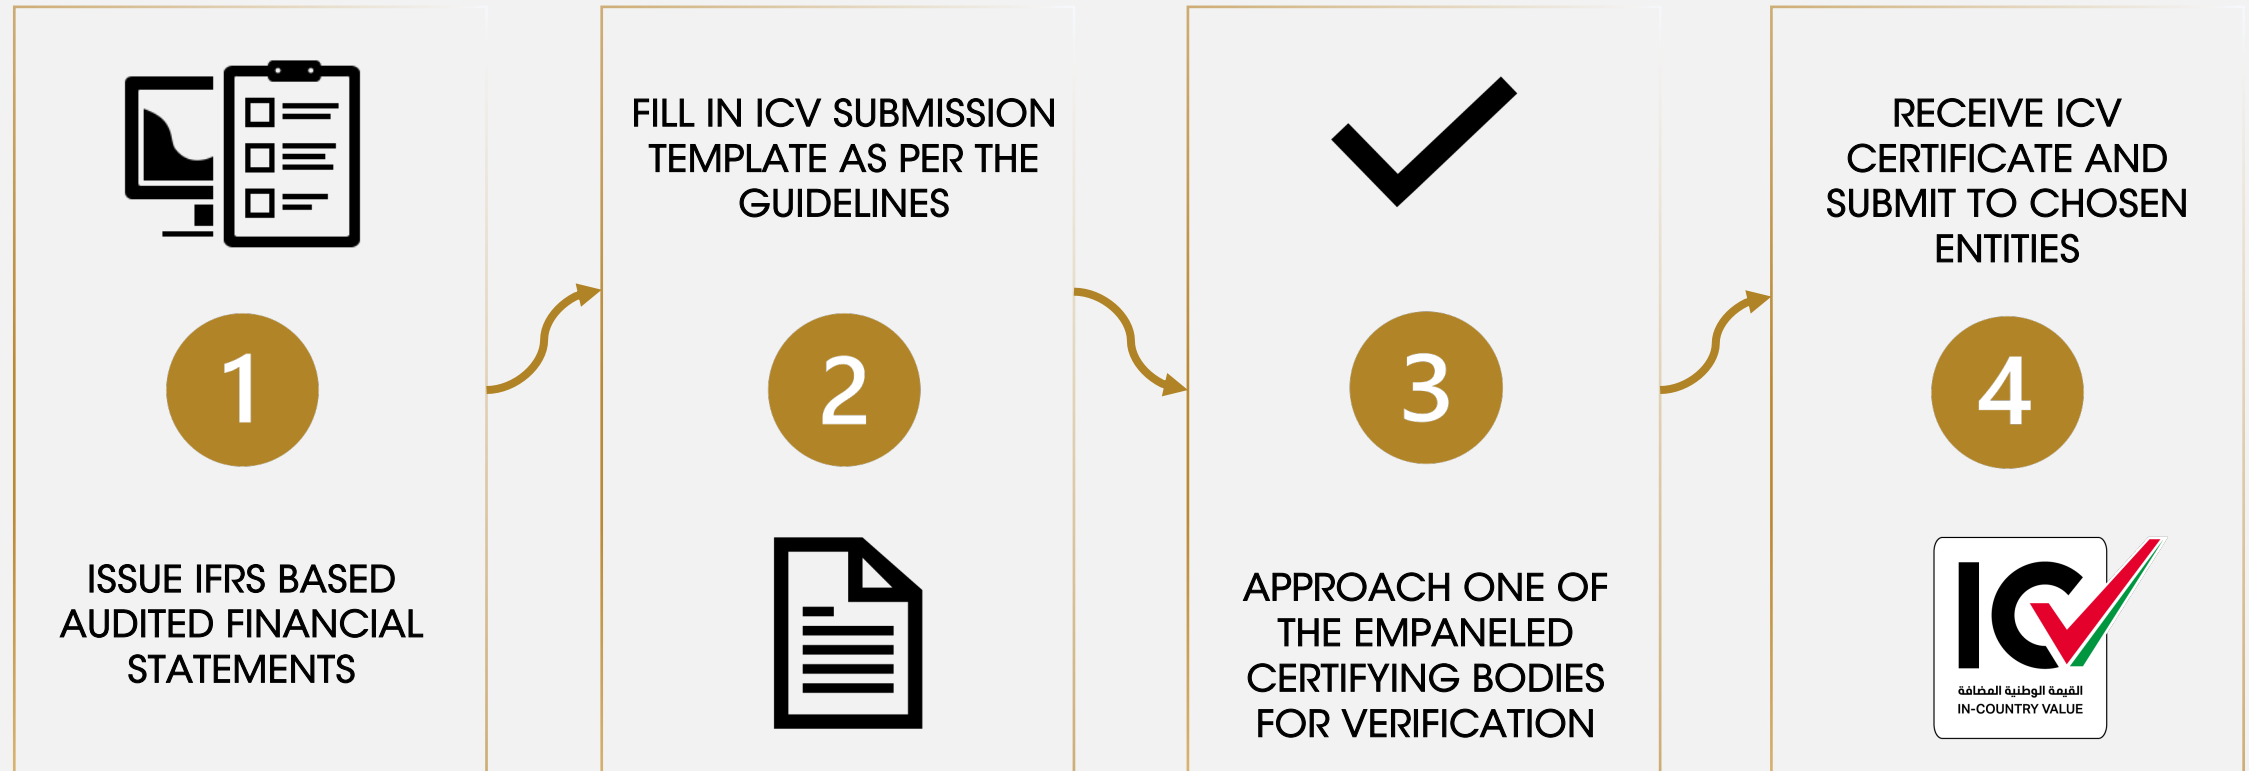 1
ISSUE IFRS BASED
AUDITED FINANCIAL
STATEMENTS
FILL IN ICV SUBMISSION
TEMPLATE AS PER THE
GUIDELINES
2
3
APPROACH ONE OF
THE EMPANELED
CERTIFYING BODIES
FOR VERIFICATION
RECEIVE ICV
CERTIFICATE AND
SUBMIT TO CHOSEN
ENTITIES
4
ICV
القيمة الوطنية المضافة
IN-COUNTRY VALUE